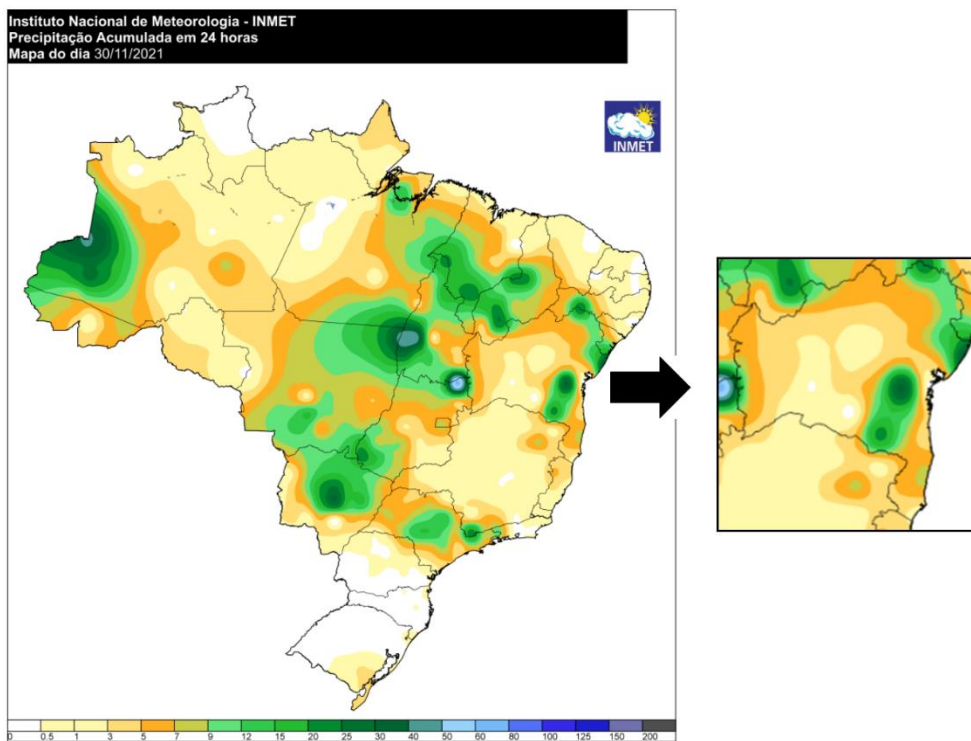 Instituto Nacional de Meteorologia - INMET
Precipitação Acumulada em 24 horas
Mapa do dia 30/11/2021
INMET
0 0.5 1 3 5 7 9 12 15 20 25 30 40 50 60 80 100 125 150 200